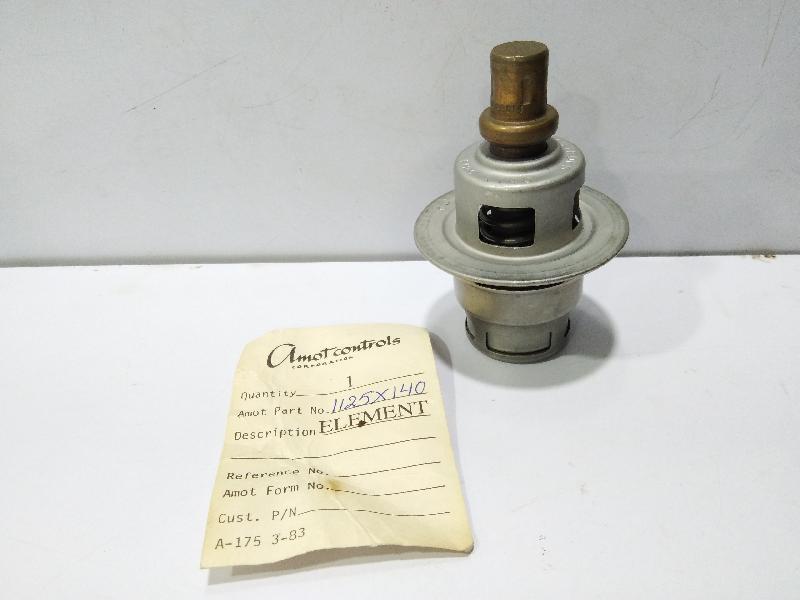 Amot controls
CORPORATION
Quantity 1
Amot Part No. 1125X140
Description ELEMENT
Reference No.
Amot Form No.
Cust. P/N
A-175 3-83